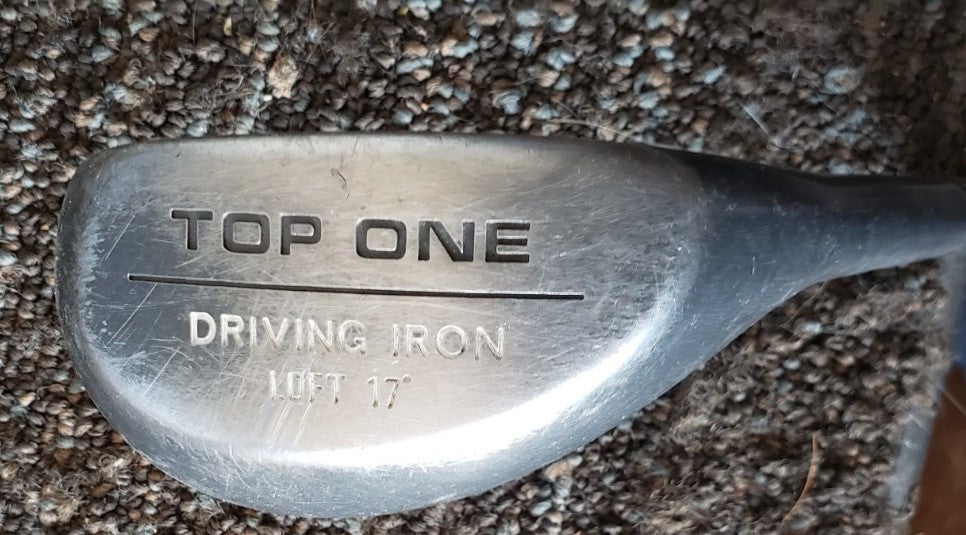 TOP ONE
DRIVING IRON
LOFT 17°